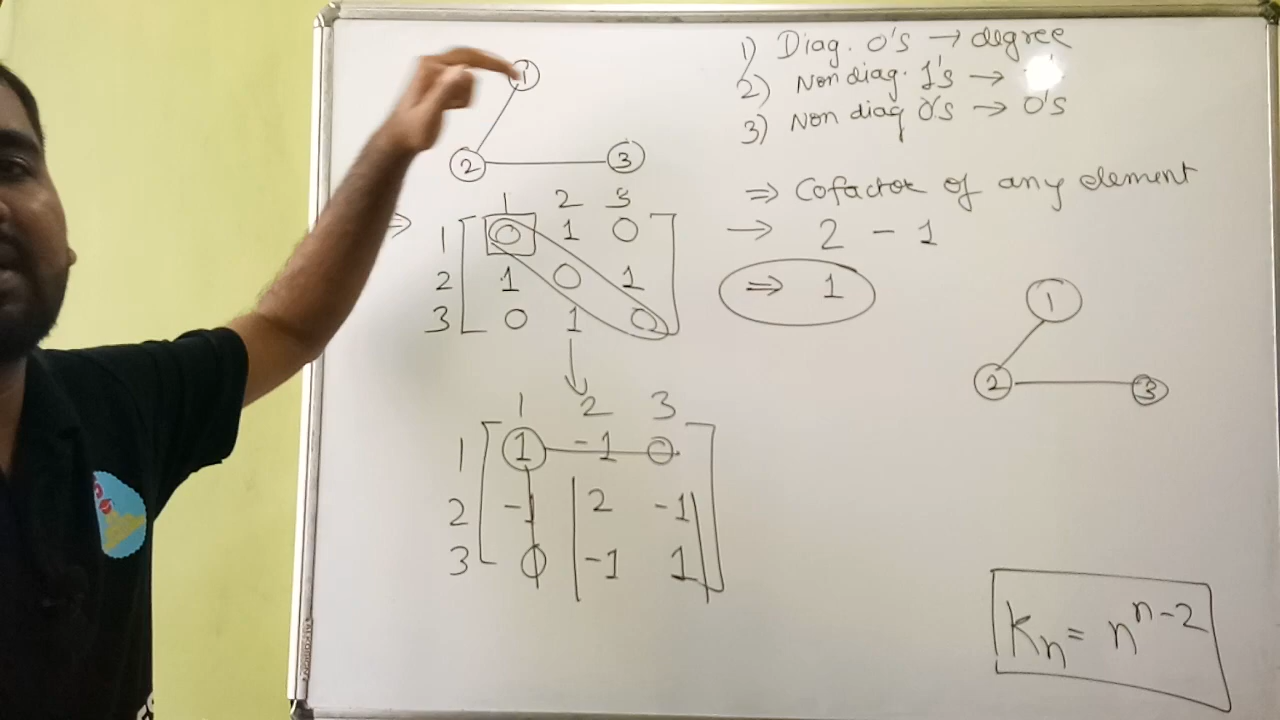 1
2
3
1 2 3
⇒ 1 0 1 0
2 1 0 1
3 0 1 0
↓
1 2 3
1 1 -1 0
2 -1 2 -1
3 0 -1 1
1) Diag. 0's → degree
2) Non diag. 1's →
3) Non diag 0's → 0's
⇒ Cofactor of any element
→ 2 - 1
⇒ 1
1
2
3
Kn = n^n-2